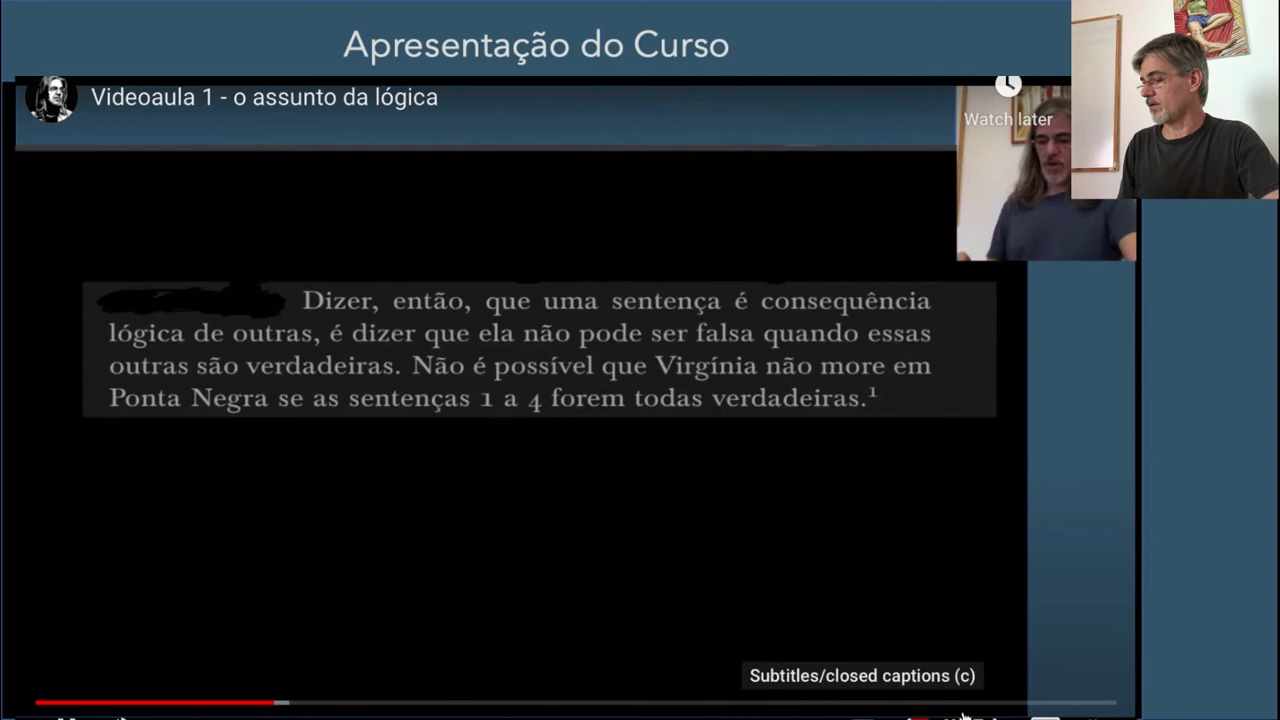 Apresentação do Curso
Videoaula 1 - o assunto da lógica
Watch later
Dizer, então, que uma sentença é consequência
lógica de outras, é dizer que ela não pode ser falsa quando essas
outras são verdadeiras. Não é possível que Virgínia não more em
Ponta Negra se as sentenças 1 a 4 forem todas verdadeiras.¹
Subtitles/closed captions (c)